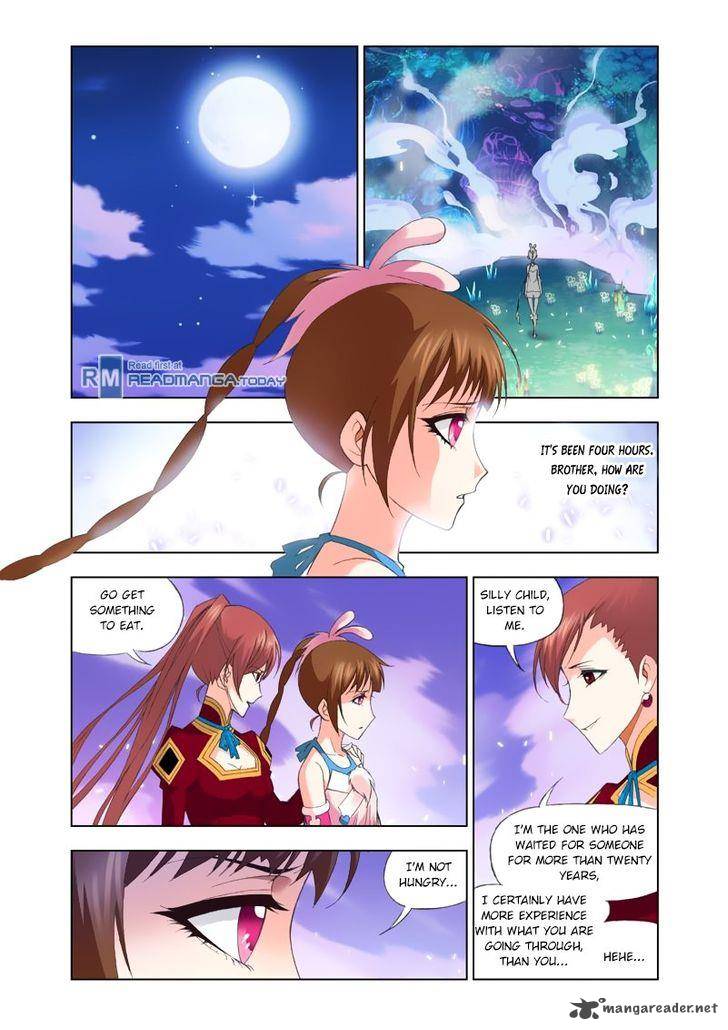 Read first at
RM READMANGA.TODAY
IT'S BEEN FOUR HOURS.
BROTHER, HOW ARE
YOU DOING?
GO GET
SOMETHING
TO EAT.
SILLY CHILD,
LISTEN TO
ME.
I'M THE ONE WHO HAS
WAITED FOR SOMEONE
FOR MORE THAN TWENTY
YEARS,
I CERTAINLY HAVE
MORE EXPERIENCE
WITH WHAT YOU ARE
GOING THROUGH,
THAN YOU...
HEHE...
I'M NOT
HUNGRY...
mangareader.net